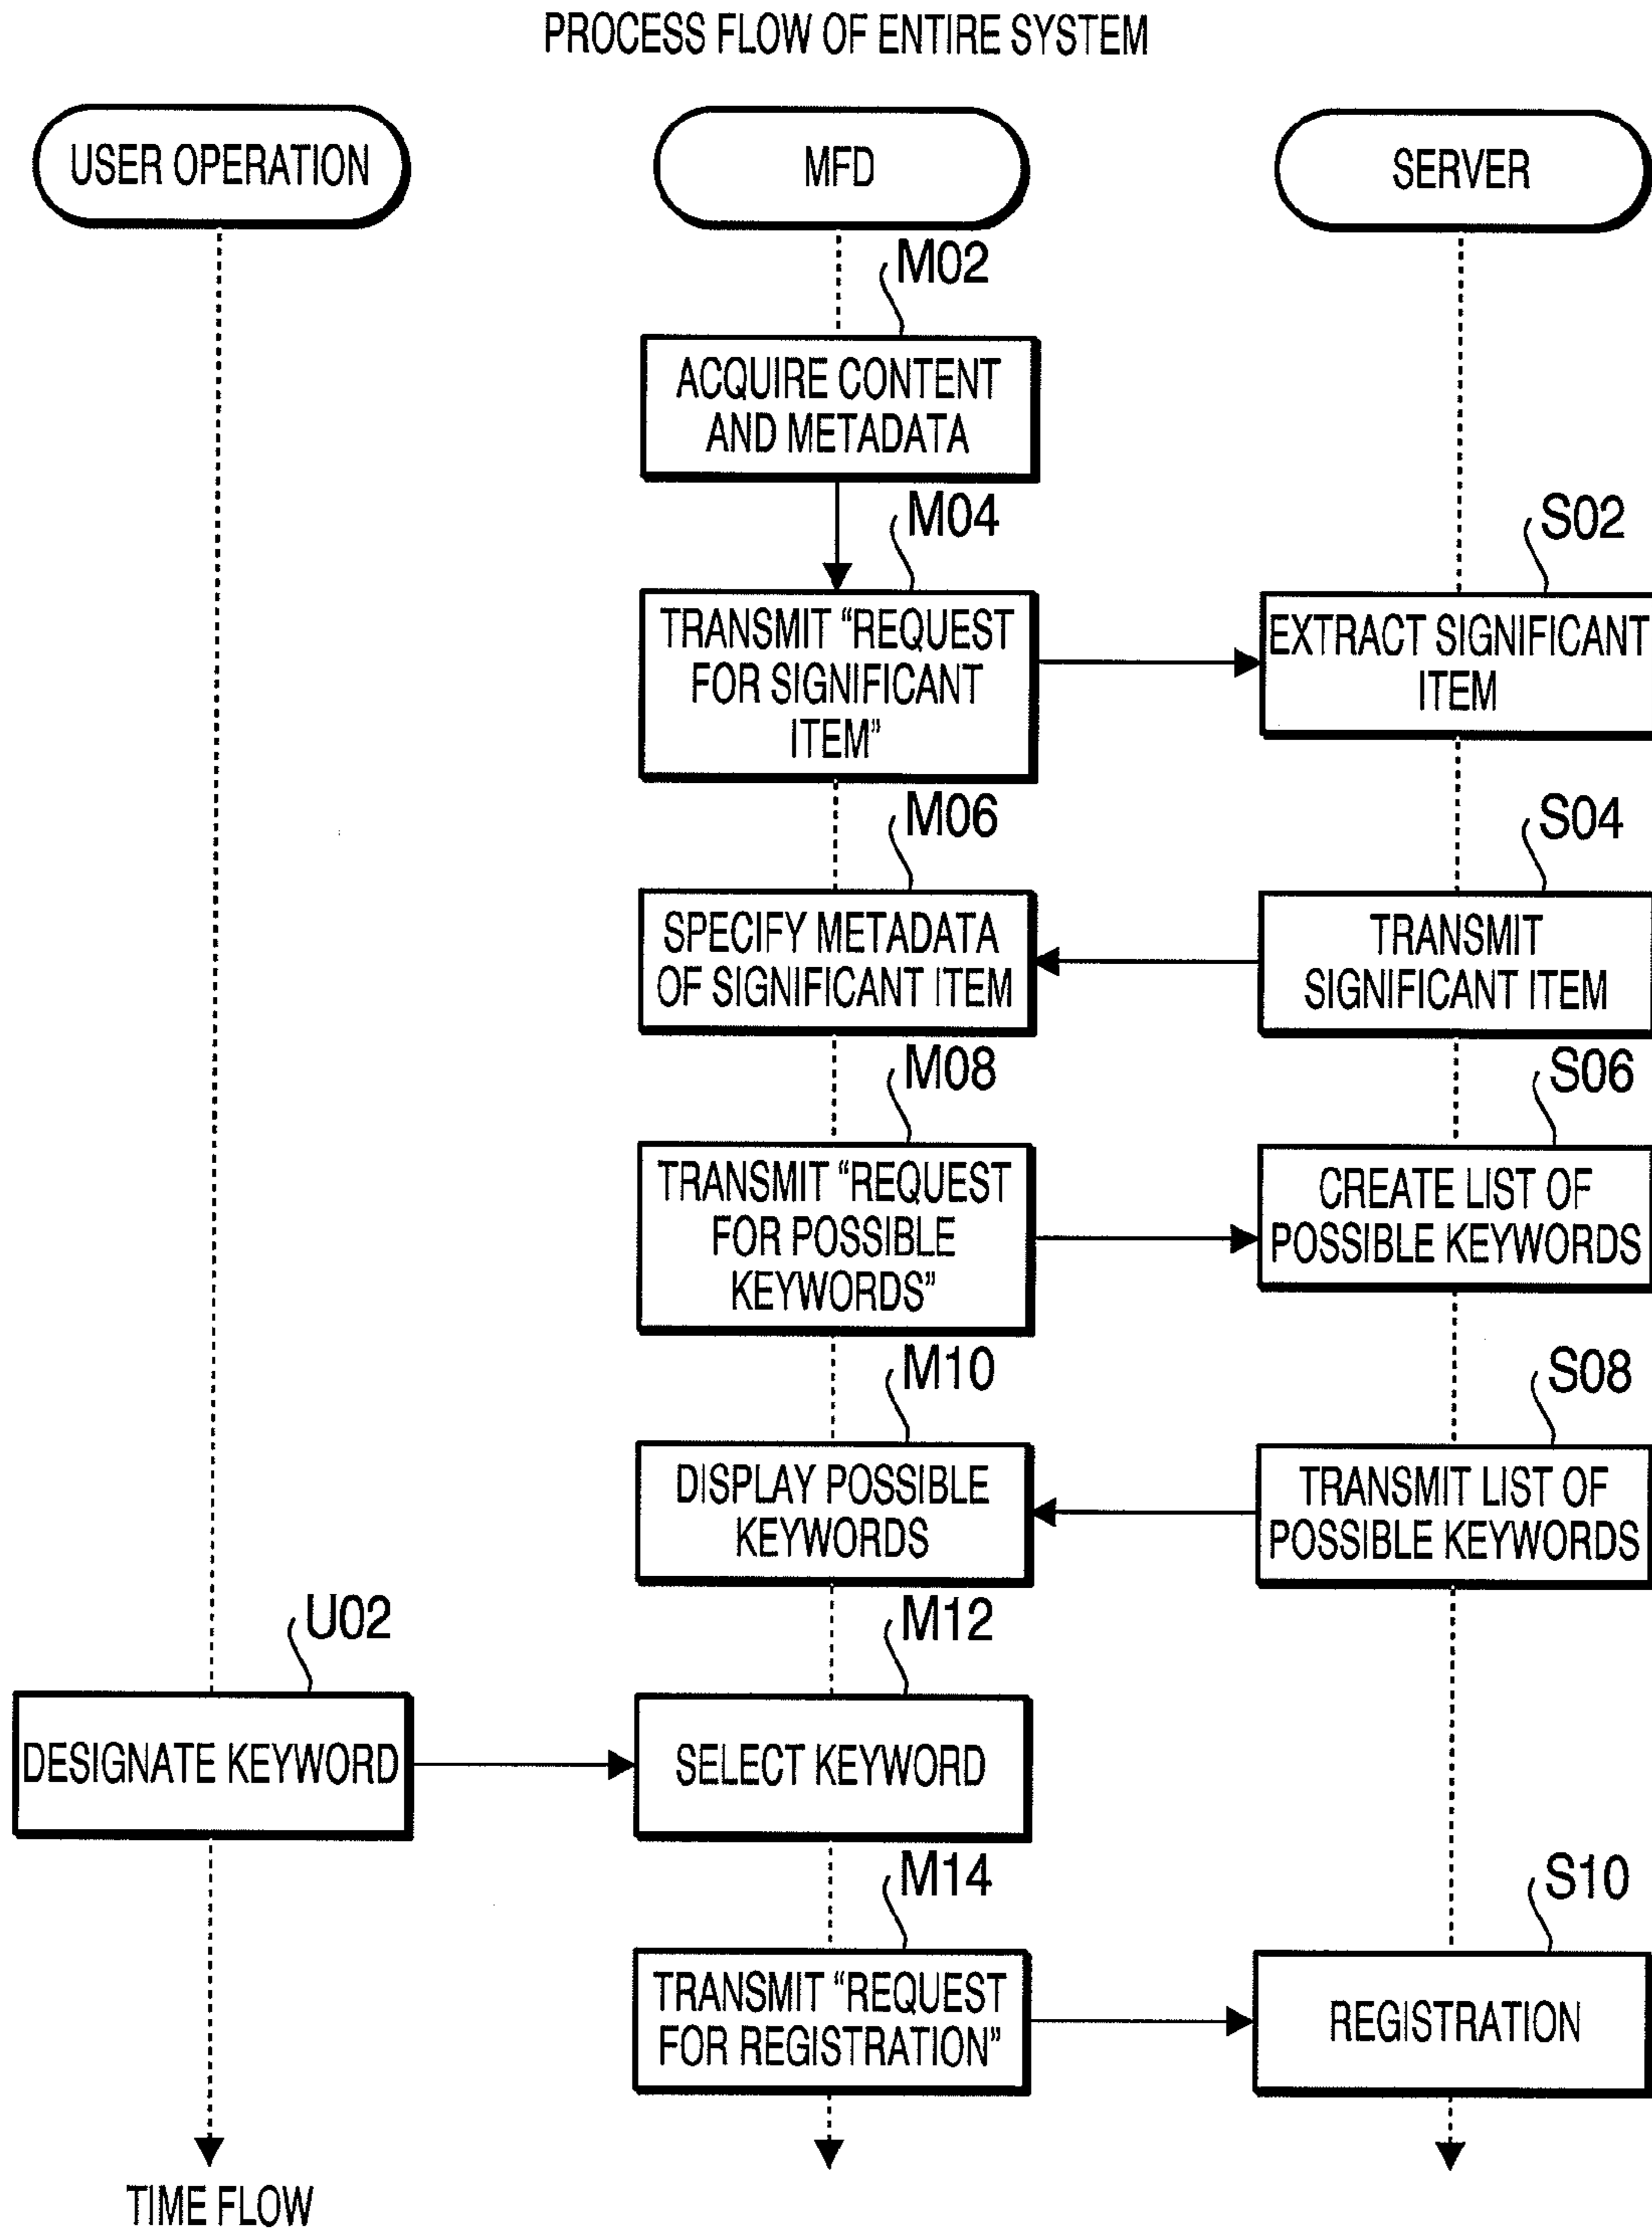 PROCESS FLOW OF ENTIRE SYSTEM
USER OPERATION
MFD
SERVER
M02
ACQUIRE CONTENT
AND METADATA
M04
TRANSMIT “REQUEST
FOR SIGNIFICANT
ITEM”
S02
EXTRACT SIGNIFICANT
ITEM
M06
SPECIFY METADATA
OF SIGNIFICANT ITEM
S04
TRANSMIT
SIGNIFICANT ITEM
M08
TRANSMIT “REQUEST
FOR POSSIBLE
KEYWORDS”
S06
CREATE LIST OF
POSSIBLE KEYWORDS
M10
DISPLAY POSSIBLE
KEYWORDS
S08
TRANSMIT LIST OF
POSSIBLE KEYWORDS
U02
DESIGNATE KEYWORD
M12
SELECT KEYWORD
M14
TRANSMIT “REQUEST
FOR REGISTRATION”
S10
REGISTRATION
TIME FLOW